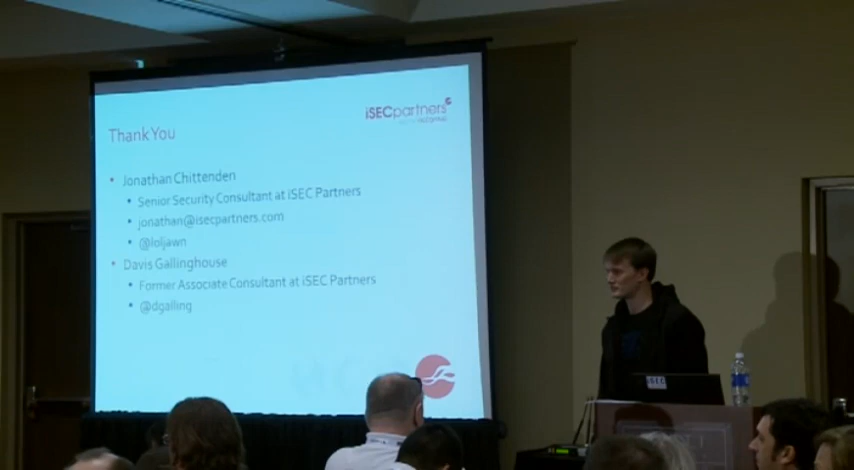 iSECpartners
Thank You
Jonathan Chittenden
Senior Security Consultant at iSEC Partners
jonathan@isecpartners.com
@loljawn
Davis Gallinghouse
Former Associate Consultant at iSEC Partners
@dgalling
iSEC